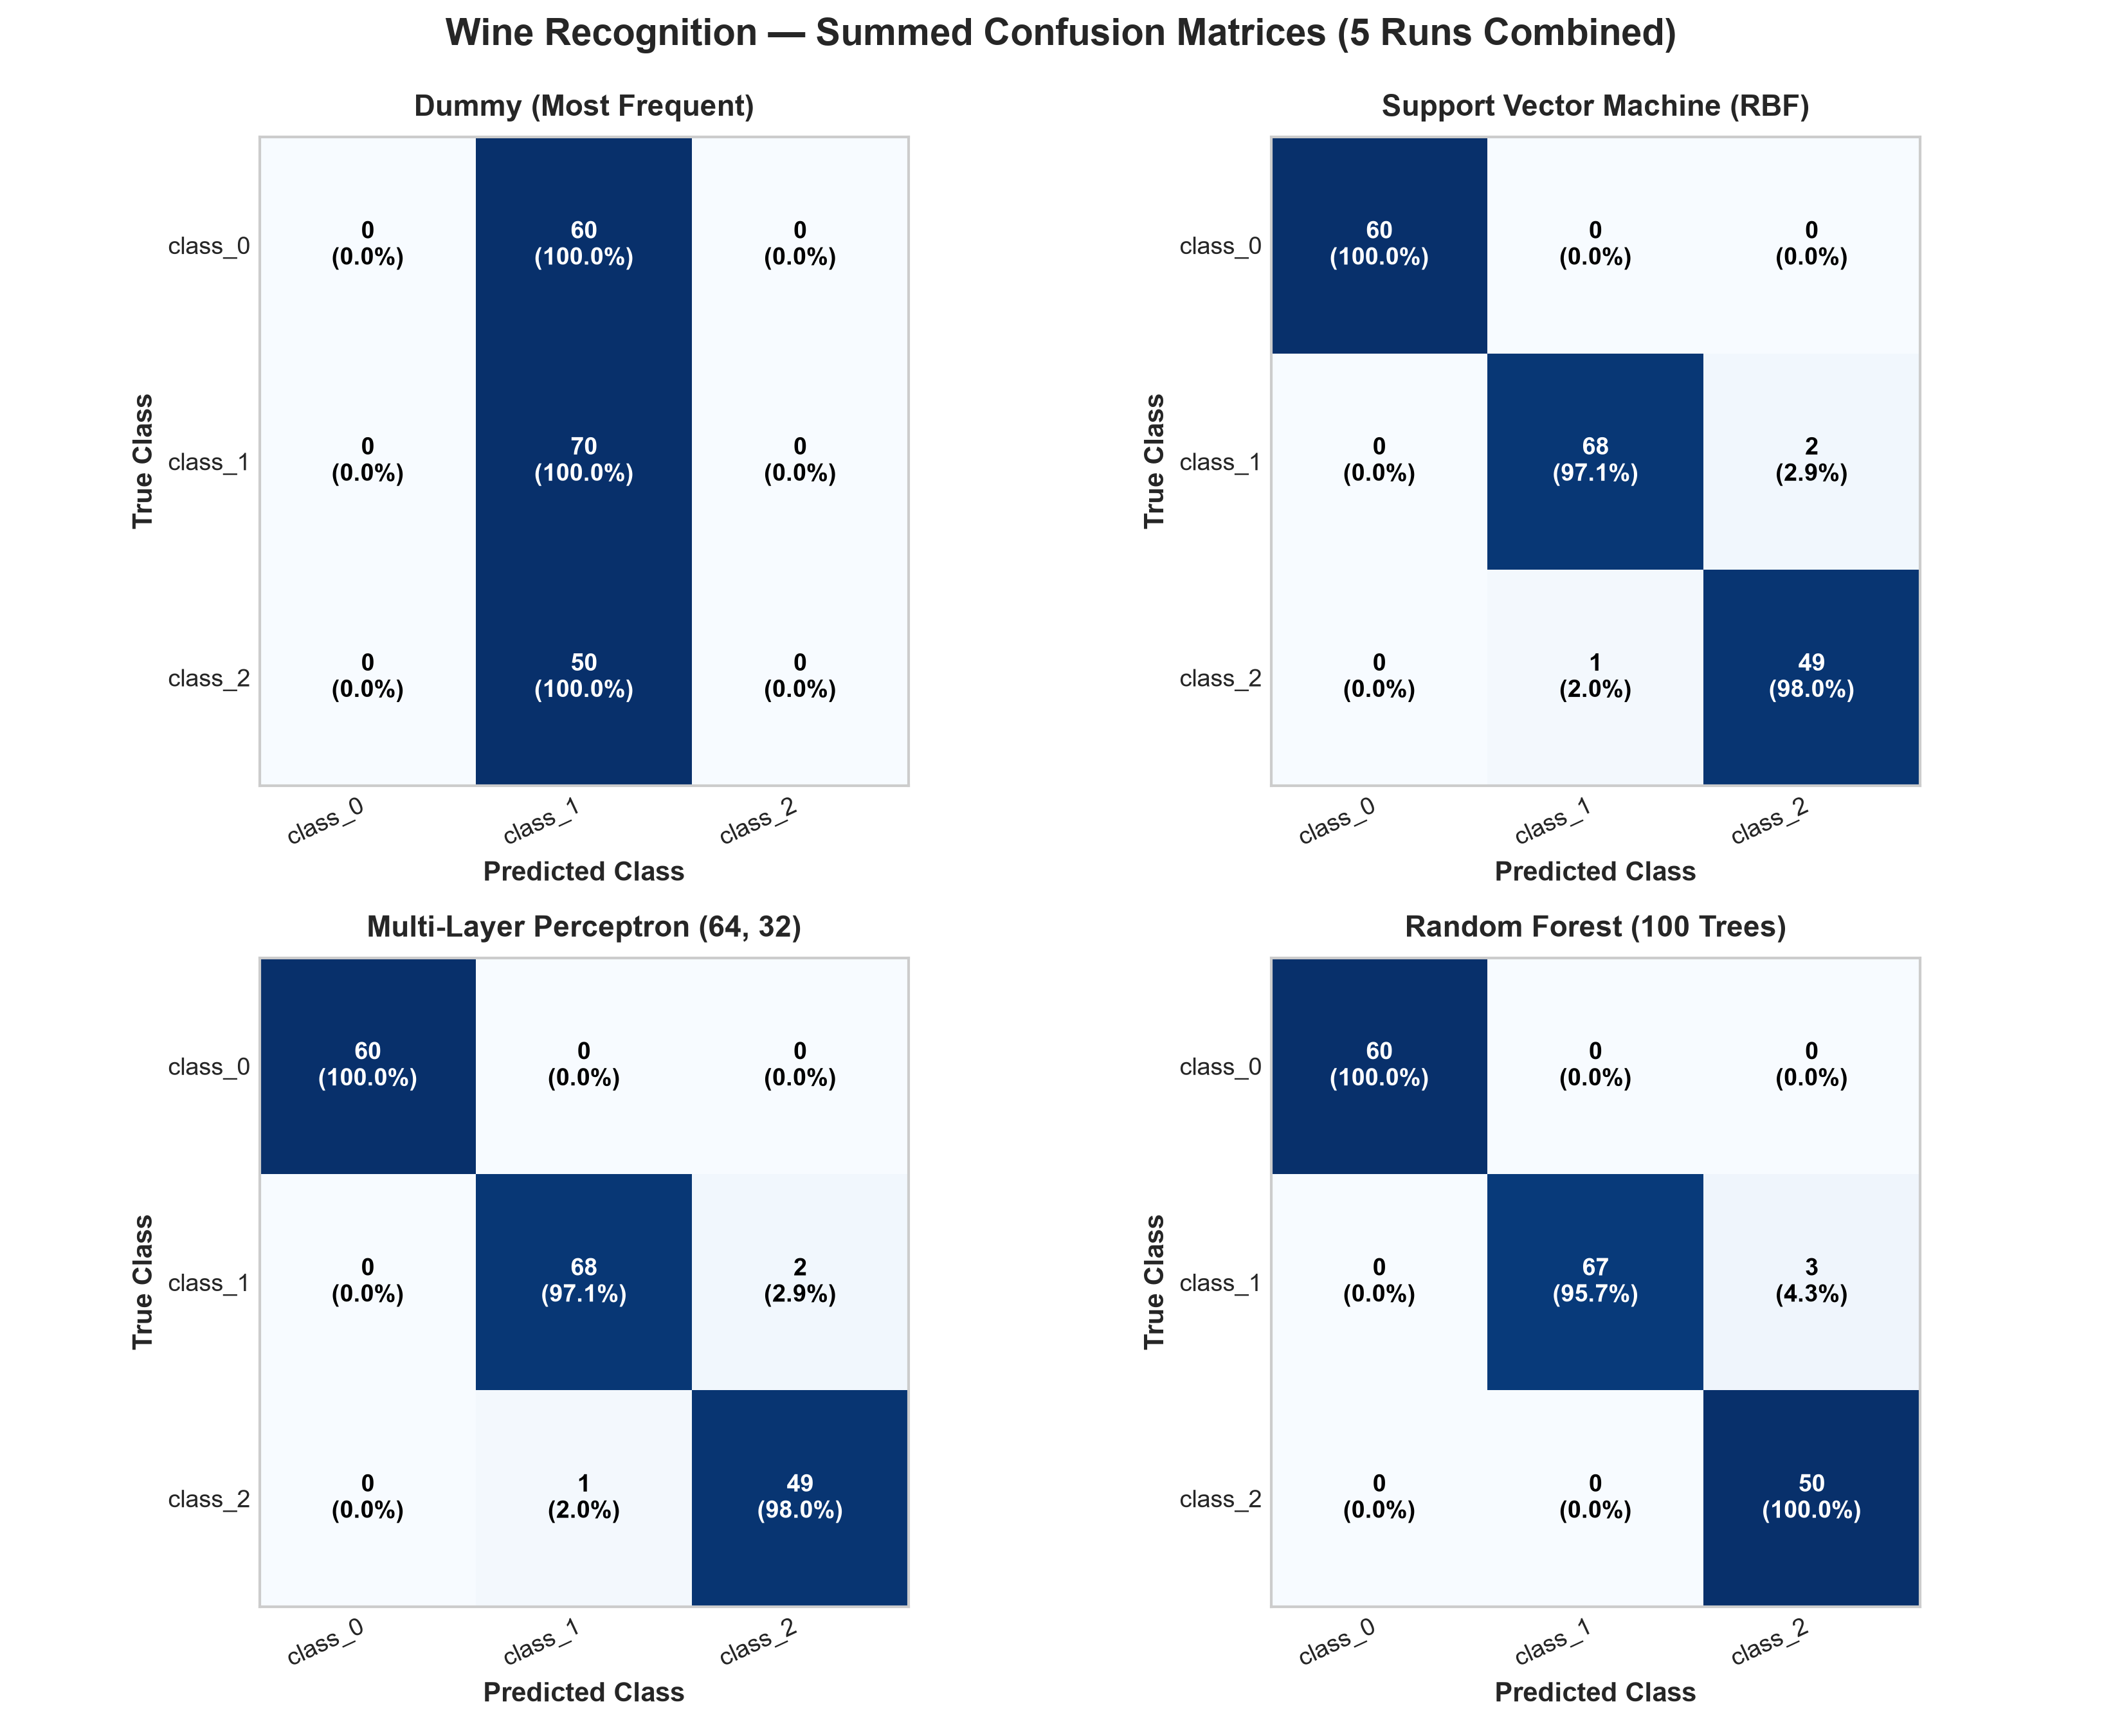 Wine Recognition — Summed Confusion Matrices (5 Runs Combined)
Dummy (Most Frequent)
True Class
class_0
0
(0.0%)
60
(100.0%)
0
(0.0%)
class_1
0
(0.0%)
70
(100.0%)
0
(0.0%)
class_2
0
(0.0%)
50
(100.0%)
0
(0.0%)
class_0
class_1
class_2
Predicted Class
Support Vector Machine (RBF)
True Class
class_0
60
(100.0%)
0
(0.0%)
0
(0.0%)
class_1
0
(0.0%)
68
(97.1%)
2
(2.9%)
class_2
0
(0.0%)
1
(2.0%)
49
(98.0%)
class_0
class_1
class_2
Predicted Class
Multi-Layer Perceptron (64, 32)
True Class
class_0
60
(100.0%)
0
(0.0%)
0
(0.0%)
class_1
0
(0.0%)
68
(97.1%)
2
(2.9%)
class_2
0
(0.0%)
1
(2.0%)
49
(98.0%)
class_0
class_1
class_2
Predicted Class
Random Forest (100 Trees)
True Class
class_0
60
(100.0%)
0
(0.0%)
0
(0.0%)
class_1
0
(0.0%)
67
(95.7%)
3
(4.3%)
class_2
0
(0.0%)
0
(0.0%)
50
(100.0%)
class_0
class_1
class_2
Predicted Class